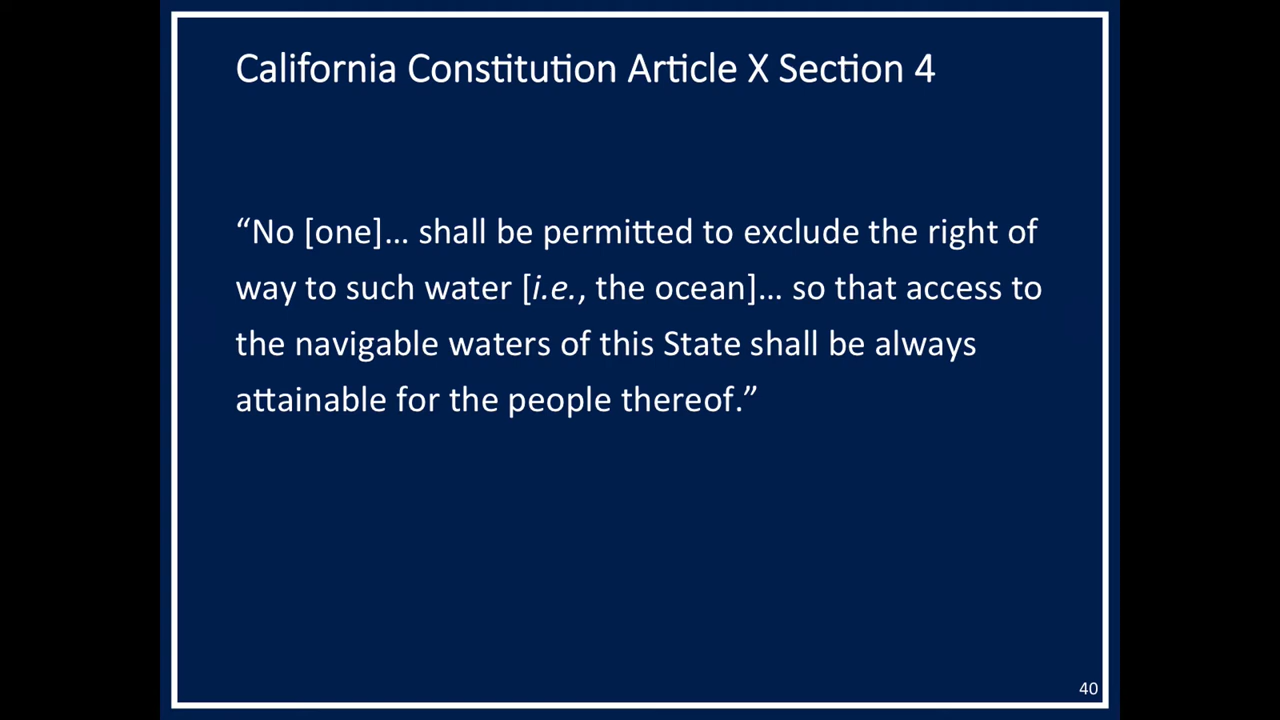 California Constitution Article X Section 4
“No [one]… shall be permitted to exclude the right of
way to such water [i.e., the ocean]… so that access to
the navigable waters of this State shall be always
attainable for the people thereof.”
40